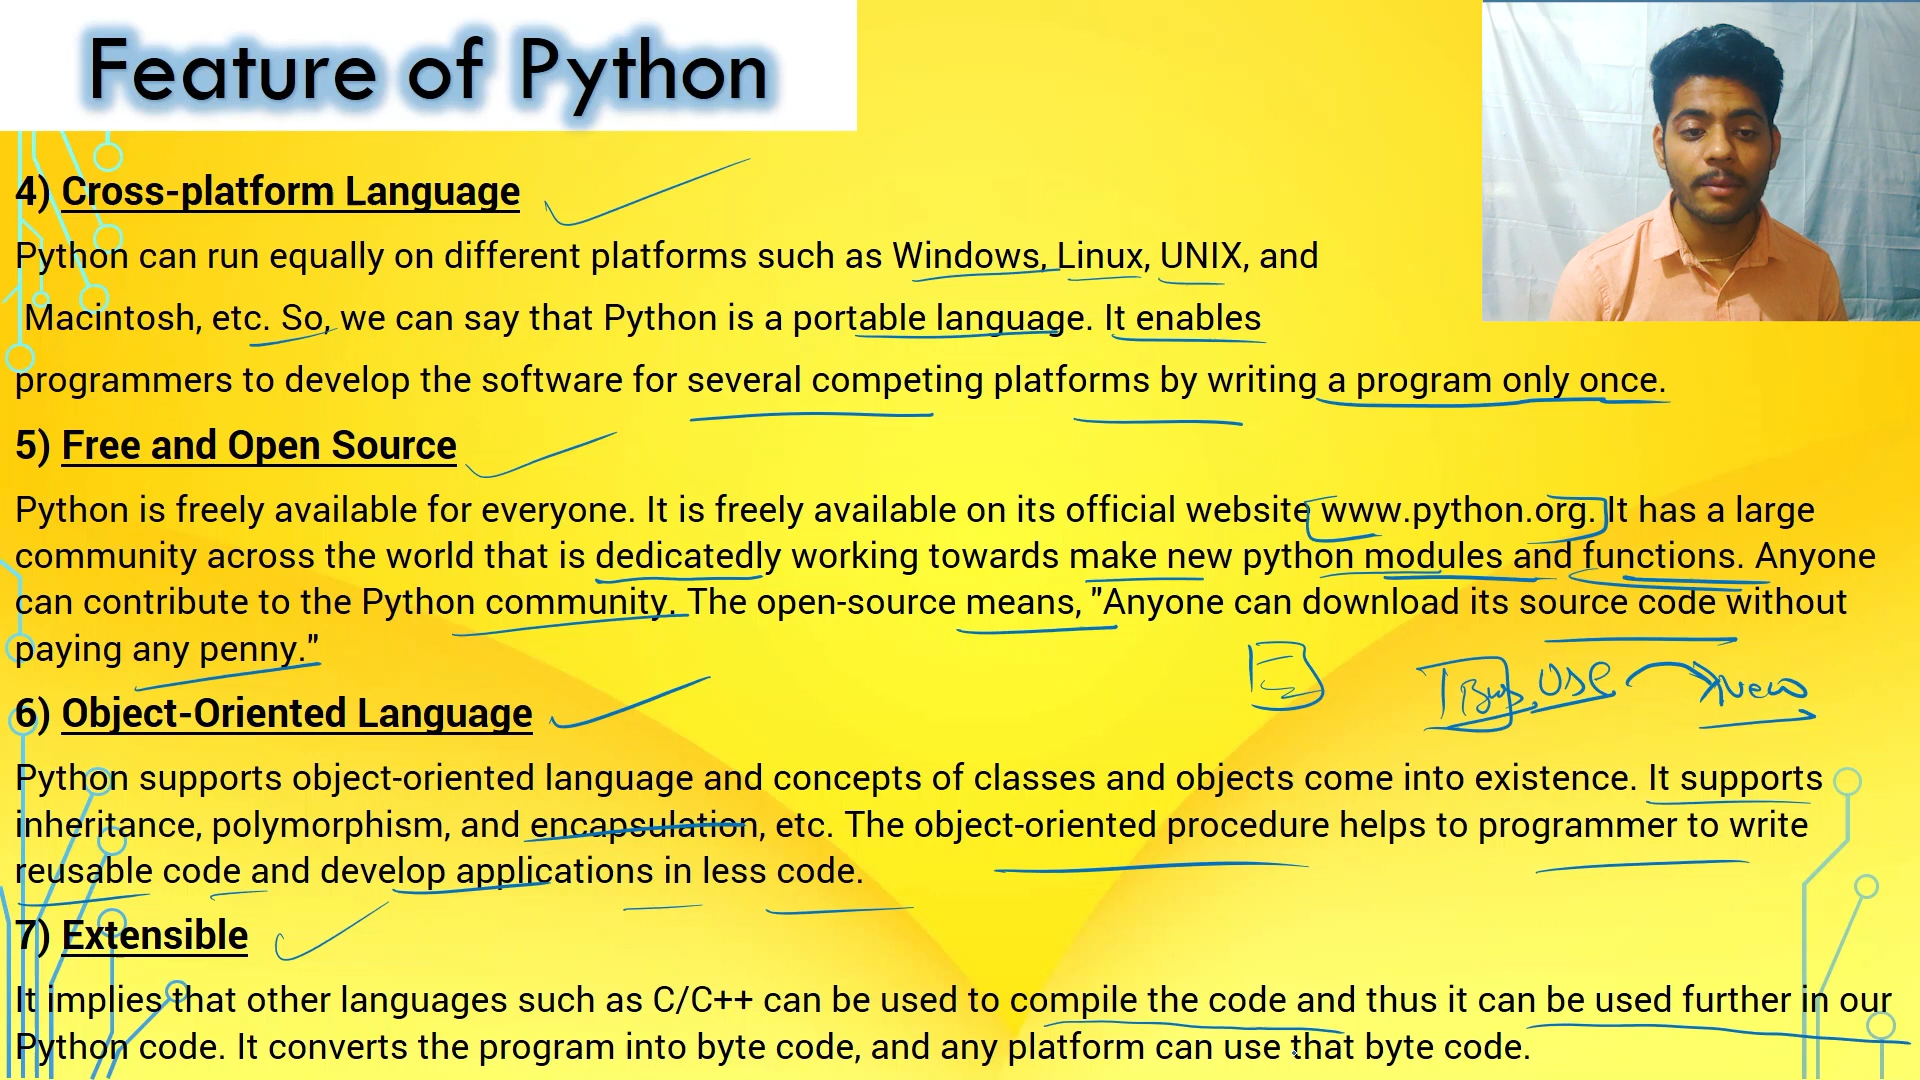 Feature of Python
4) Cross-platform Language
Python can run equally on different platforms such as Windows, Linux, UNIX, and
Macintosh, etc. So, we can say that Python is a portable language. It enables
programmers to develop the software for several competing platforms by writing a program only once.
5) Free and Open Source
Python is freely available for everyone. It is freely available on its official website www.python.org. It has a large
community across the world that is dedicatedly working towards make new python modules and functions. Anyone
can contribute to the Python community. The open-source means, "Anyone can download its source code without
paying any penny."
USE New
6) Object-Oriented Language
Python supports object-oriented language and concepts of classes and objects come into existence. It supports
inheritance, polymorphism, and encapsulation, etc. The object-oriented procedure helps to programmer to write
reusable code and develop applications in less code.
7) Extensible
It implies that other languages such as C/C++ can be used to compile the code and thus it can be used further in our
Python code. It converts the program into byte code, and any platform can use that byte code.